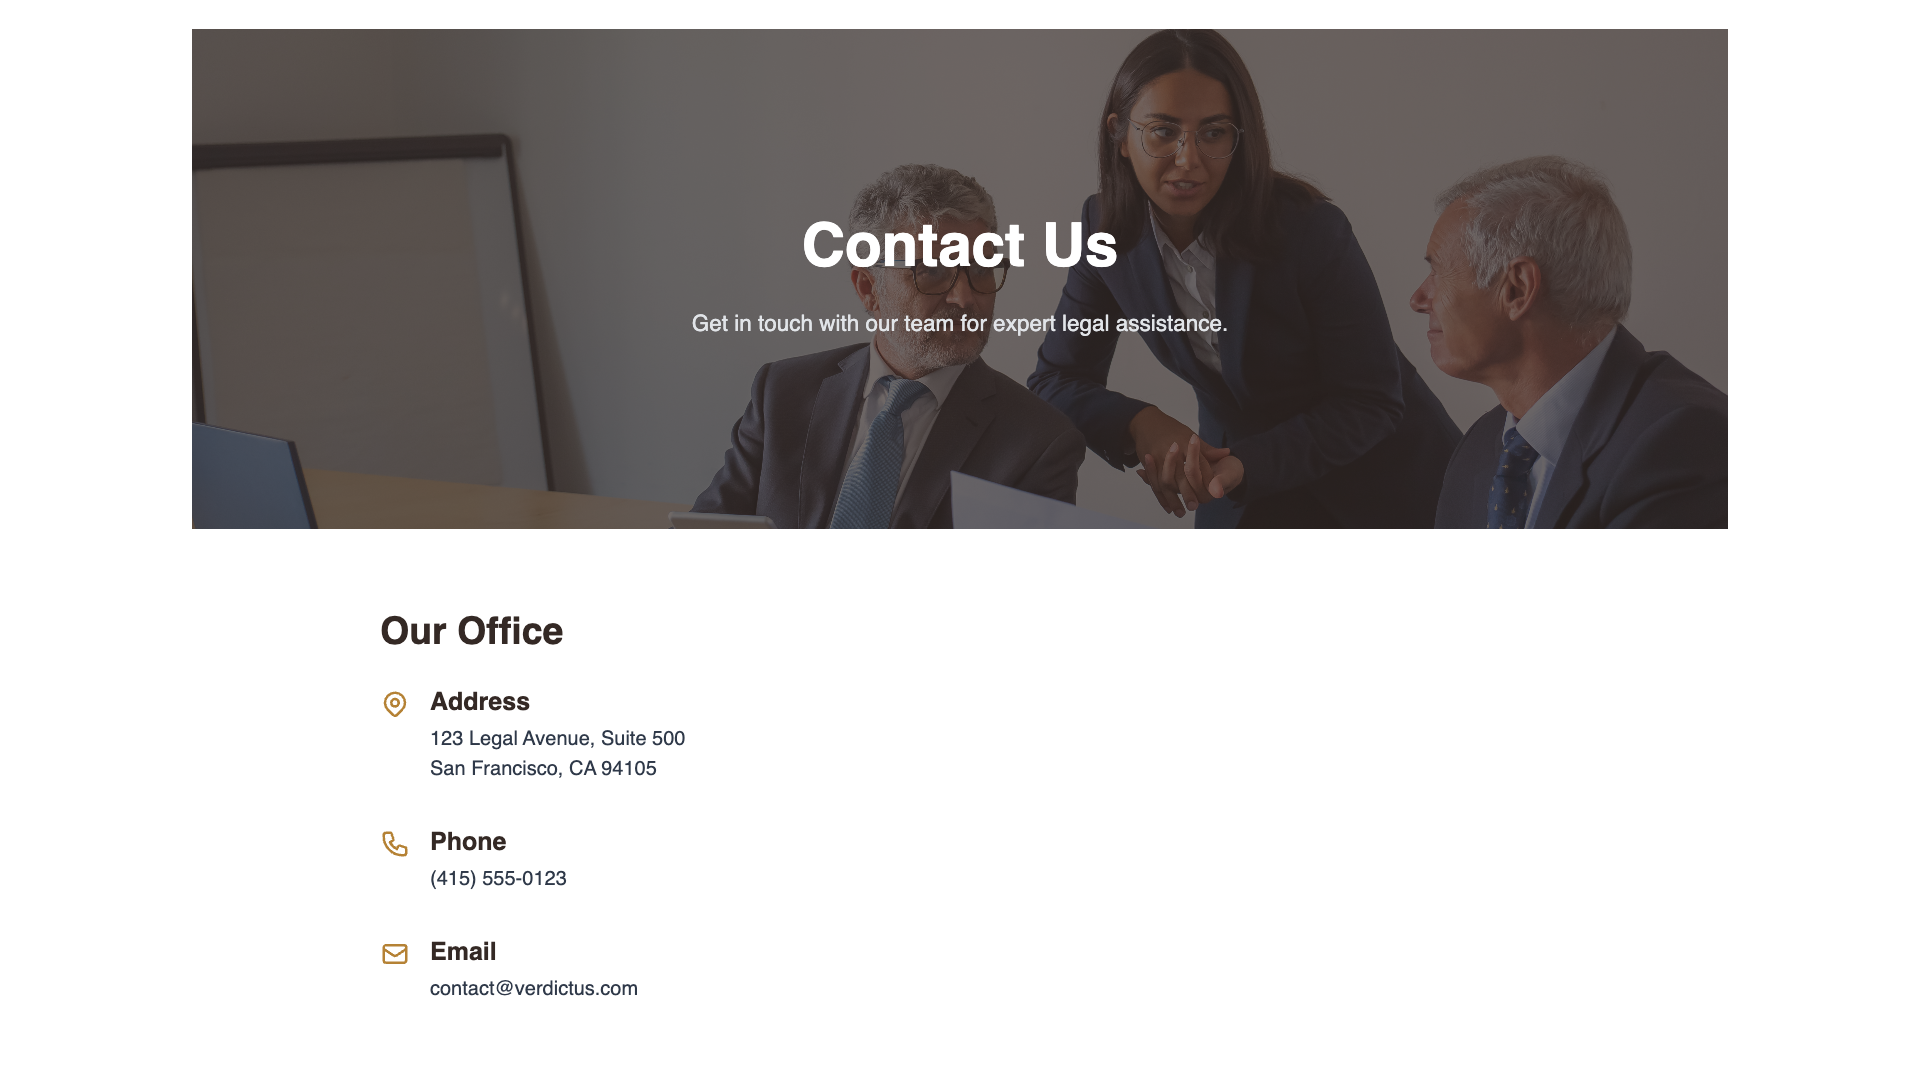 Contact Us
Get in touch with our team for expert legal assistance.
Our Office
Address
123 Legal Avenue, Suite 500
San Francisco, CA 94105
Phone
(415) 555-0123
Email
contact@verdictus.com